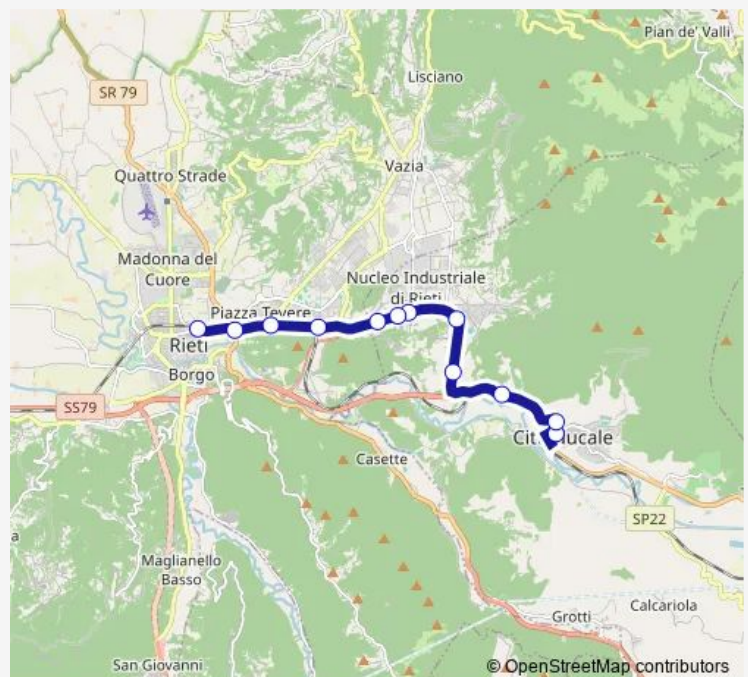 Pian de' Valli
Lisciano
SR 79
Vazia
Quattro Strade
Madonna del
Cuore
Nucleo Industriale
di Rieti
Piazza Tevere
Rieti
Borgo
SS79
Casette
SP22
a
Maglianello
Basso
Calcariola
Grotti
San Giovanni
© OpenStreetMap contributors